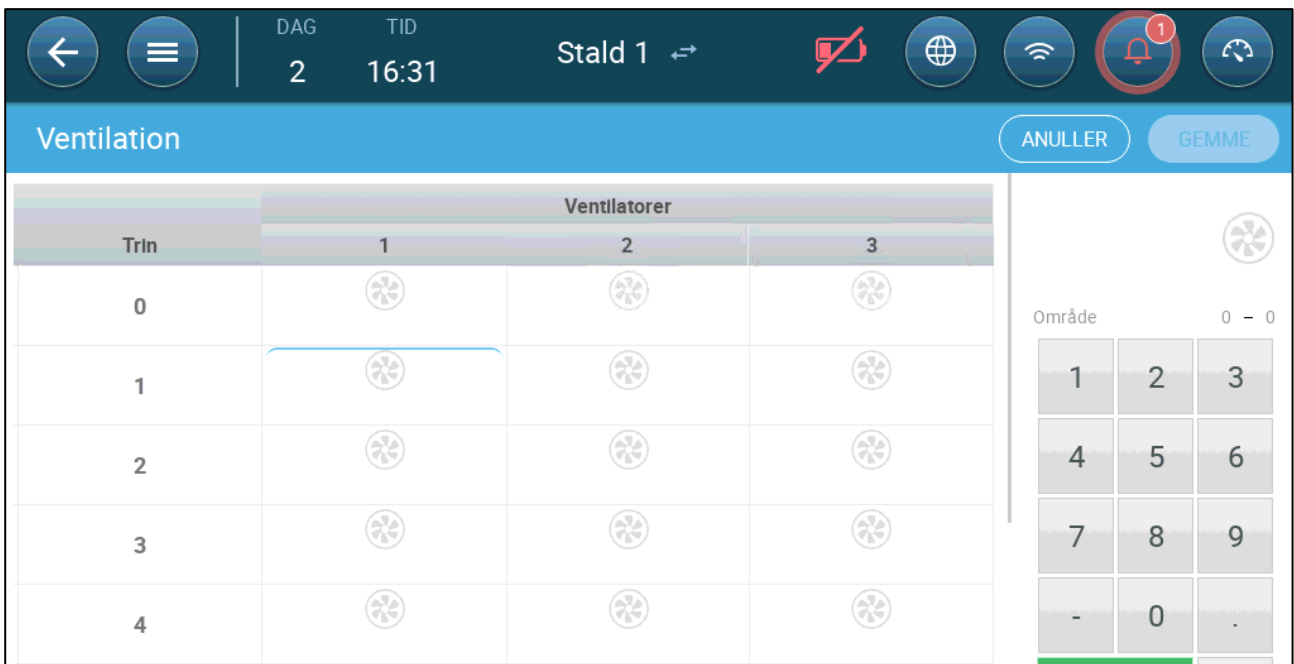 DAG TID
2 16:31 Stald 1 1
Ventilation ANULLER GEMME
Ventilatorer
Trin 1 2 3
0
Område 0 – 0
1
2
3
4
1 2 3
4 5 6
7 8 9
- 0 .